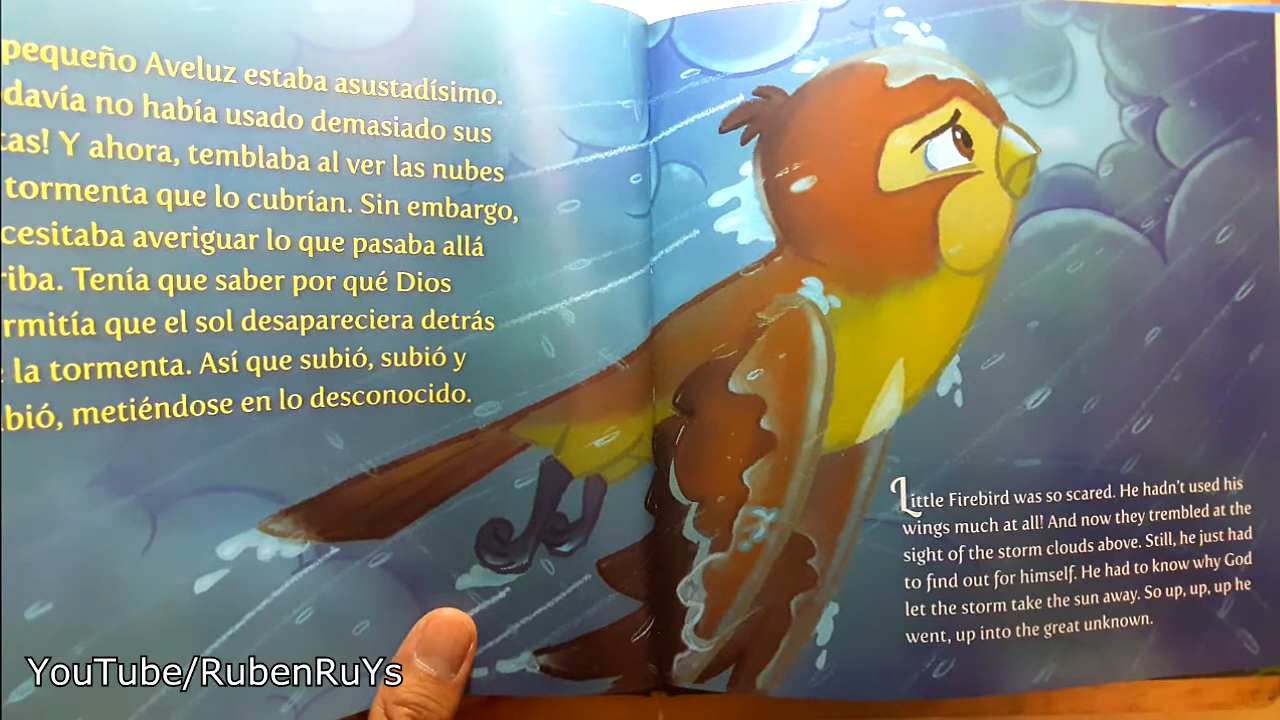 pequeño Aveluz estaba asustadísimo.
davía no había usado demasiado sus
tas! Y ahora, temblaba al ver las nubes
tormenta que lo cubrían. Sin embargo,
cesitaba averiguar lo que pasaba allá
riba. Tenía que saber por qué Dios
rmitía que el sol desapareciera detrás
la tormenta. Así que subió, subió y
bió, metiéndose en lo desconocido.
Little Firebird was so scared. He hadn't used his
wings much at all! And now they trembled at the
sight of the storm clouds above. Still, he just had
to find out for himself. He had to know why God
let the storm take the sun away. So up, up, up he
went, up into the great unknown.
YouTube/RubenRuYs